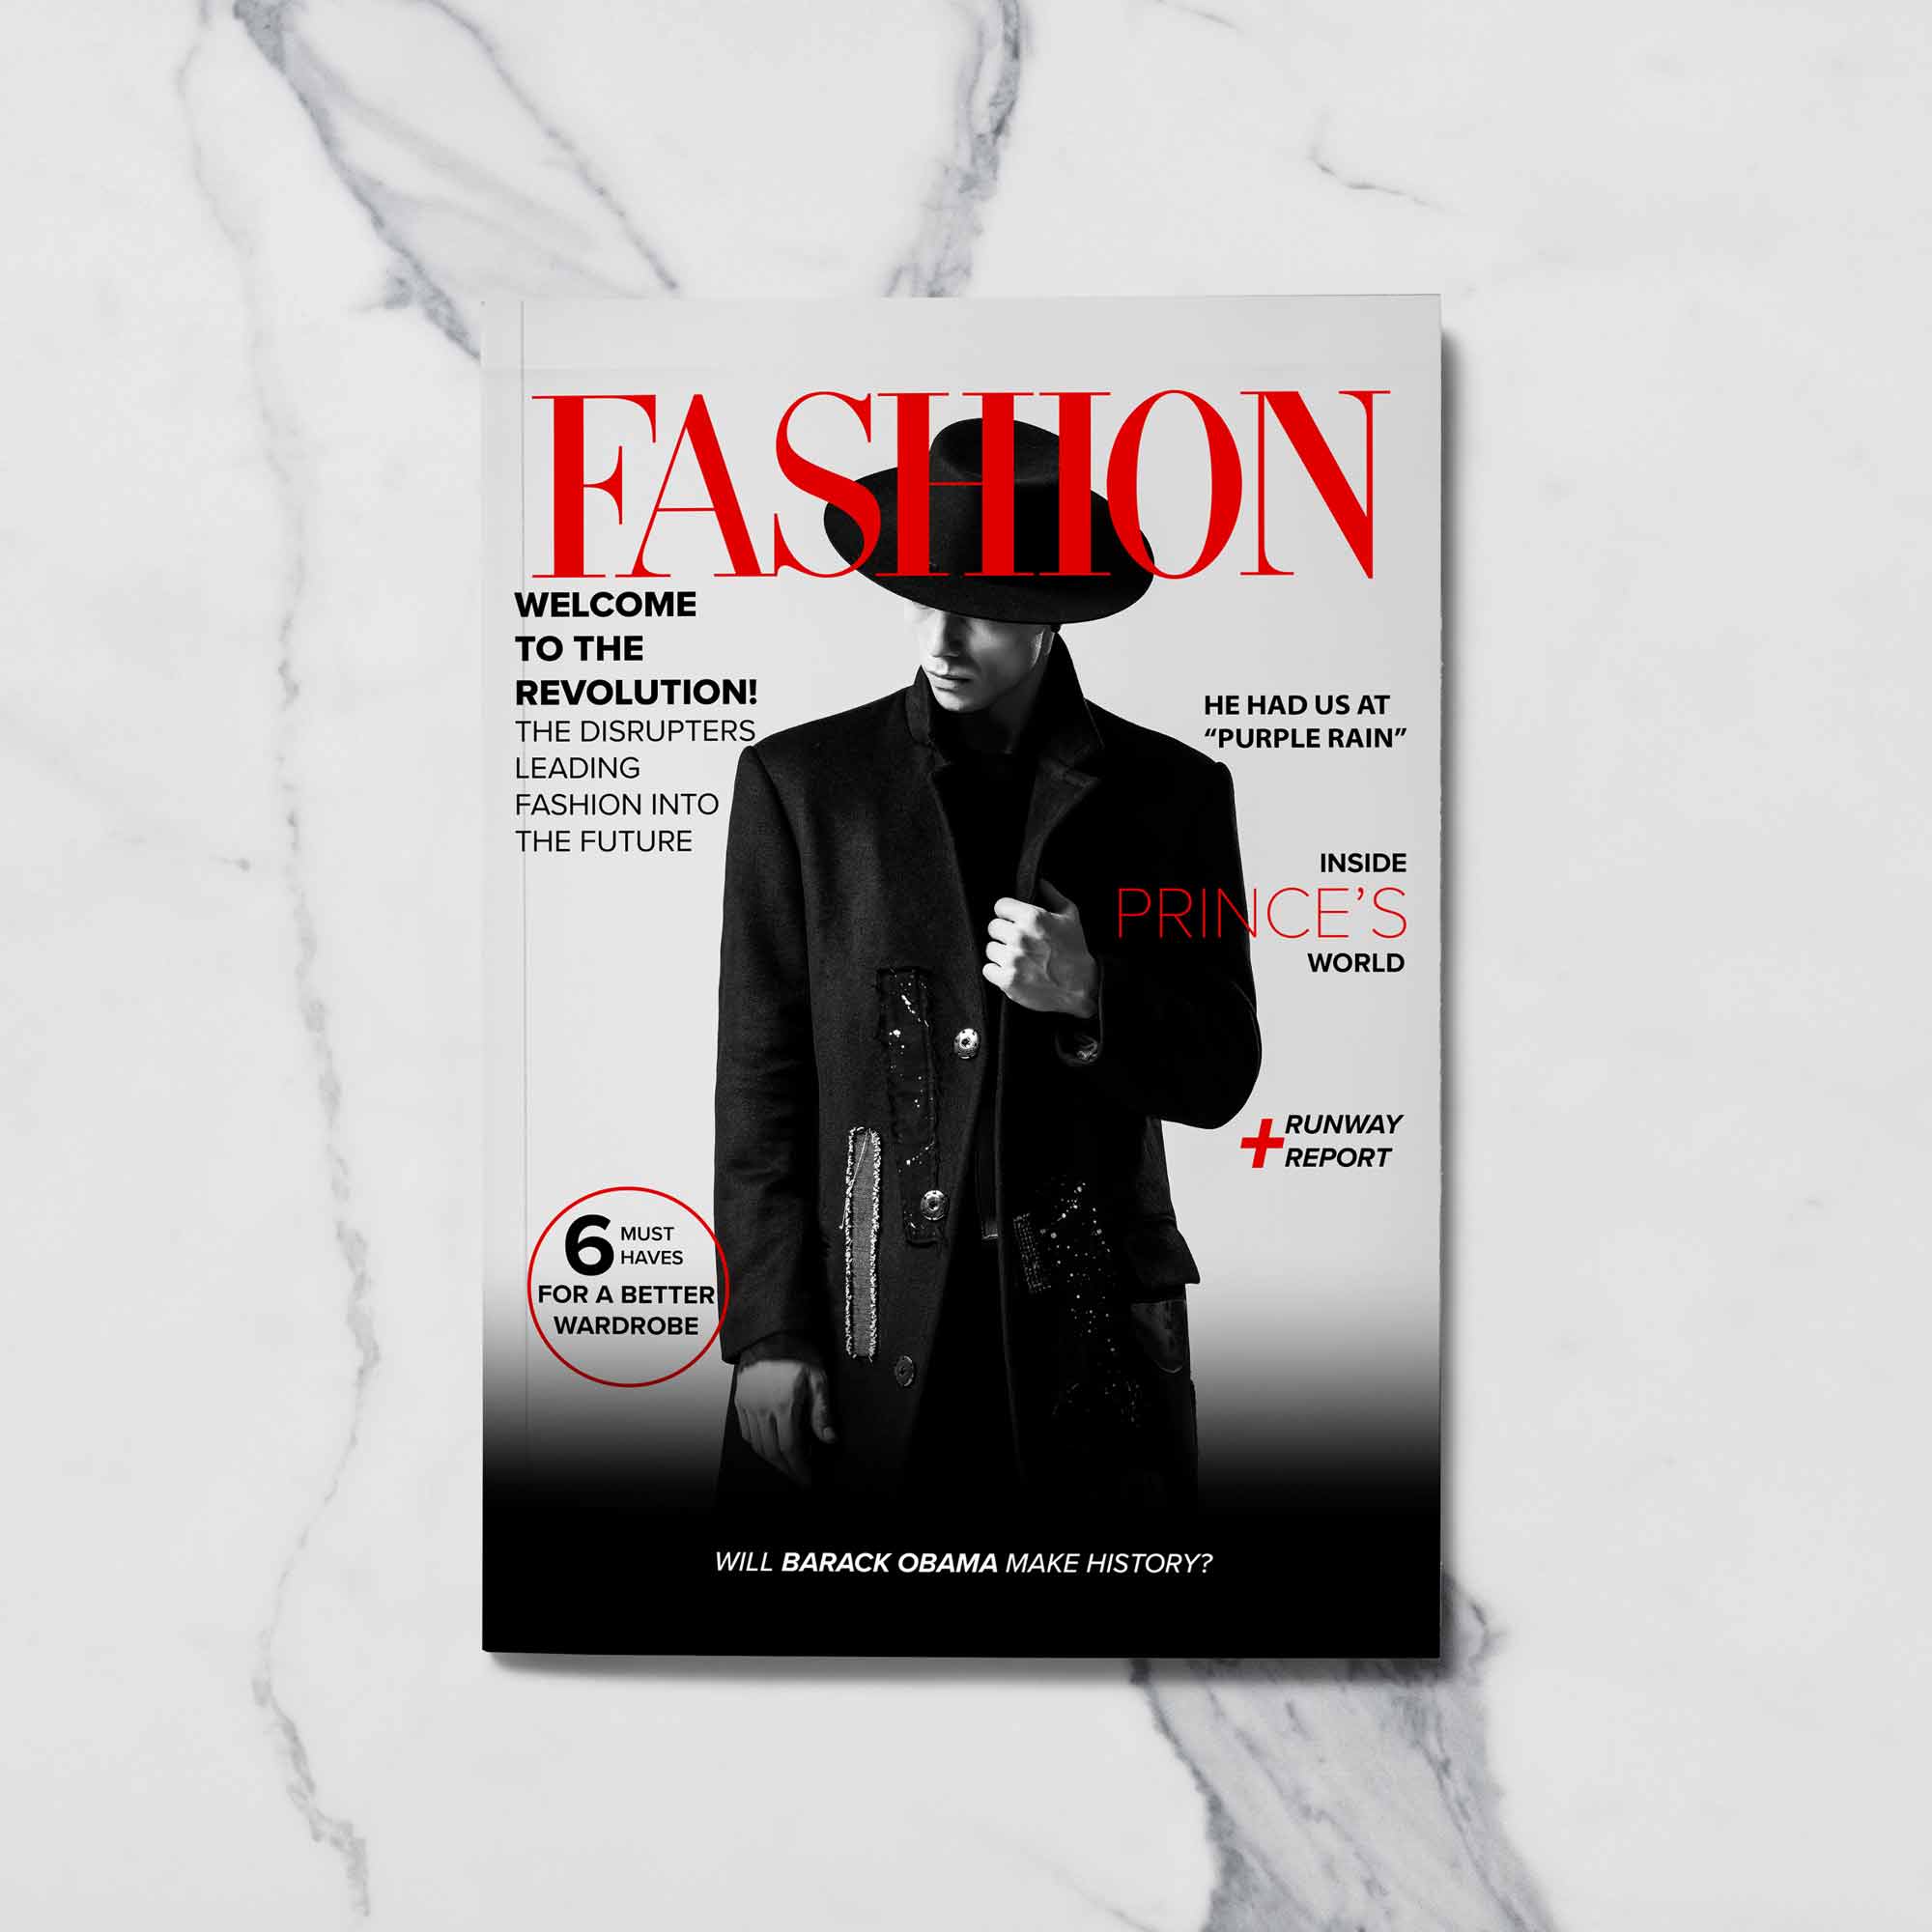 FASHION
WELCOME
TO THE
REVOLUTION!
THE DISRUPTERS
LEADING
FASHION INTO
THE FUTURE
HE HAD US AT
“PURPLE RAIN”
INSIDE
PRINCE’S
WORLD
+ RUNWAY
REPORT
6 MUST
HAVES
FOR A BETTER
WARDROBE
WILL BARACK OBAMA MAKE HISTORY?